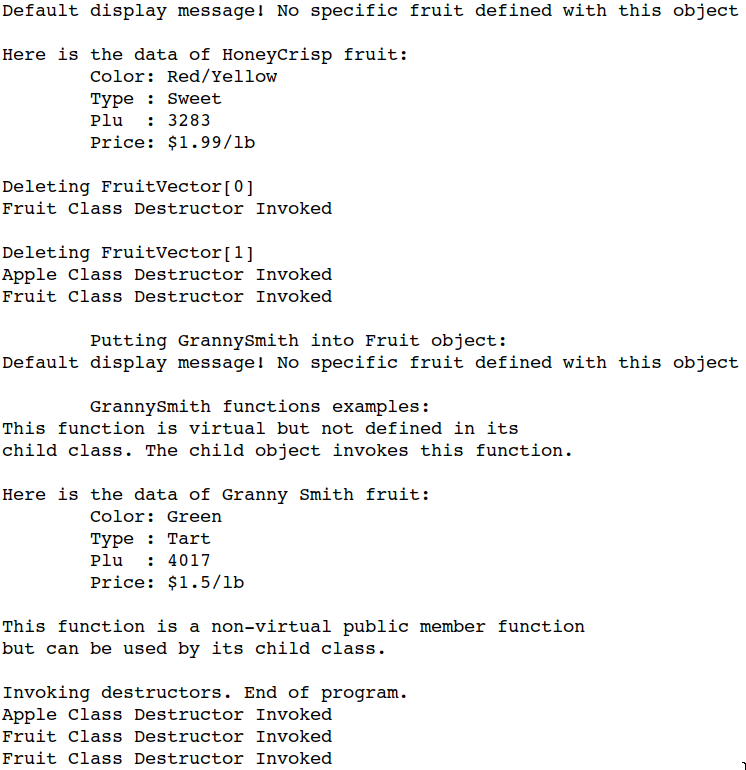 Default display message! No specific fruit defined with this object
Here is the data of HoneyCrisp fruit:
Color: Red/Yellow
Type : Sweet
Plu  : 3283
Price: $1.99/lb
Deleting FruitVector[0]
Fruit Class Destructor Invoked
Deleting FruitVector[1]
Apple Class Destructor Invoked
Fruit Class Destructor Invoked
Putting GrannySmith into Fruit object:
Default display message! No specific fruit defined with this object
GrannySmith functions examples:
This function is virtual but not defined in its
child class. The child object invokes this function.
Here is the data of Granny Smith fruit:
Color: Green
Type : Tart
Plu  : 4017
Price: $1.5/lb
This function is a non-virtual public member function
but can be used by its child class.
Invoking destructors. End of program.
Apple Class Destructor Invoked
Fruit Class Destructor Invoked
Fruit Class Destructor Invoked